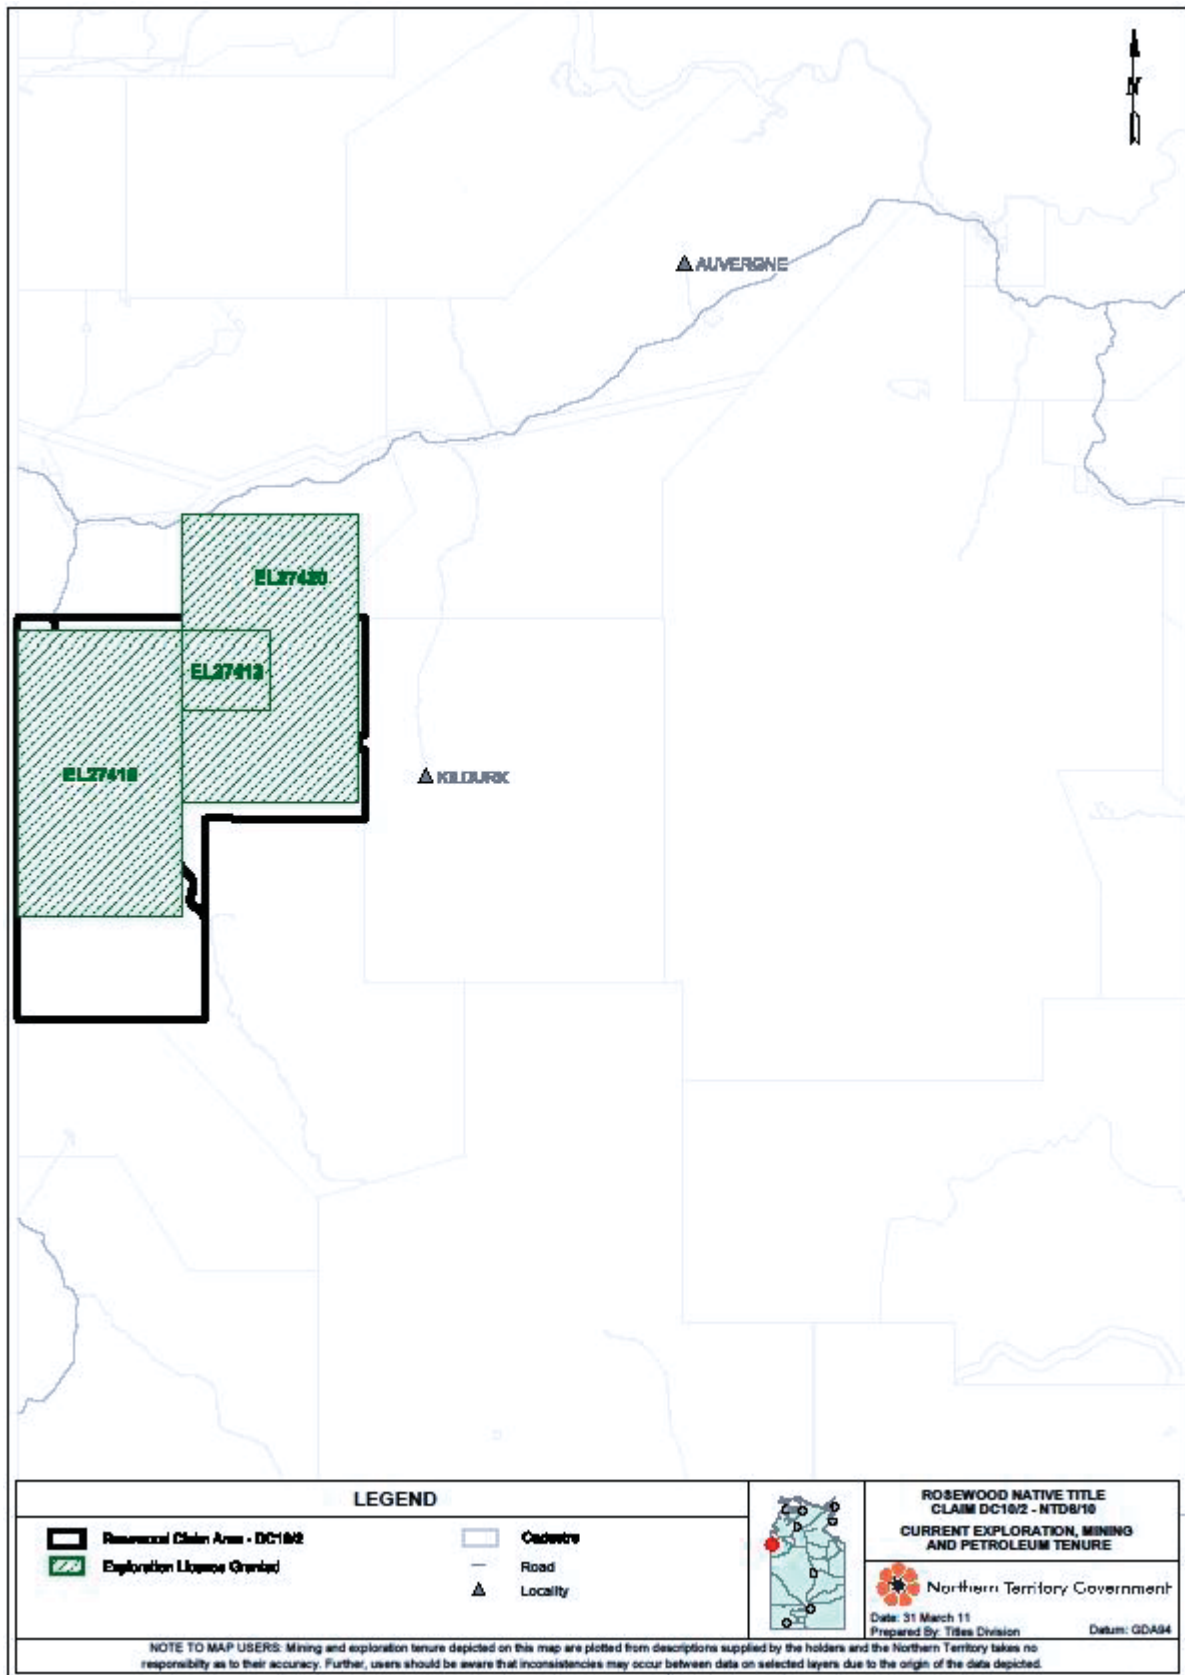 N
AUVERGNE
EL27420
EL27413
EL27418
KILDURK
LEGEND
Rosewood Claim Area - DC10/2
Exploration Licence Granted
Cadastre
Road
Locality
ROSEWOOD NATIVE TITLE
CLAIM DC10/2 - NTD6/10
CURRENT EXPLORATION, MINING
AND PETROLEUM TENURE
Northern Territory Government
Date: 31 March 11
Prepared By: Titles Division
Datum: GDA94
NOTE TO MAP USERS: Mining and exploration tenure depicted on this map are plotted from descriptions supplied by the holders and the Northern Territory takes no
responsibilty as to their accuracy. Further, users should be aware that inconsistencies may occur between data on selected layers due to the origin of the data depicted.